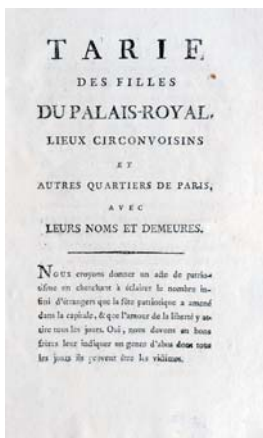 TARIF
DES FILLES
DU PALAIS-ROYAL,
LIEUX CIRCONVOISINS
ET
AUTRES QUARTIERS DE PARIS,
AVEC
LEURS NOMS ET DEMEURES.
NOUS croyons donner un acte de patrio-
tisme en cherchant à éclairer le nombre in-
fini d'étrangers que la fête patriotique a amené
dans la capitale, & que l'amour de la liberté y at-
tire tous les jours. Oui, nous devons en bons
frères leur indiquer un genre d'abus dont tous
les jours ils peuvent être les victimes.